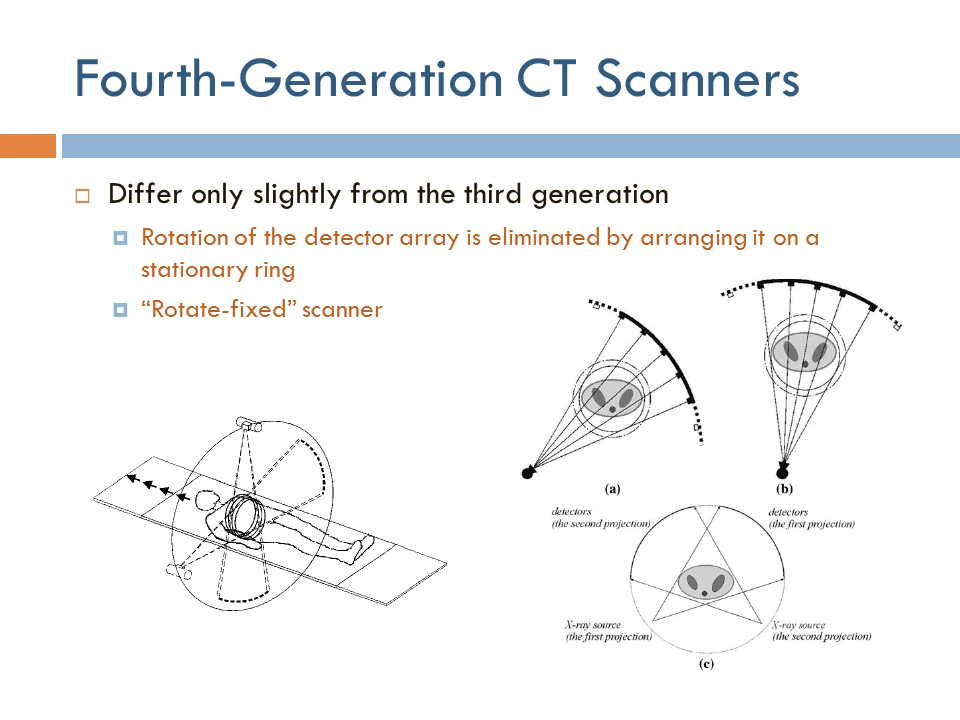 Fourth-Generation CT Scanners
Differ only slightly from the third generation
Rotation of the detector array is eliminated by arranging it on a
stationary ring
“Rotate-fixed” scanner
(a)
(b)
detectors
(the second projection)
detectors
(the first projection)
X-ray source
(the first projection)
X-ray source
(the second projection)
(c)